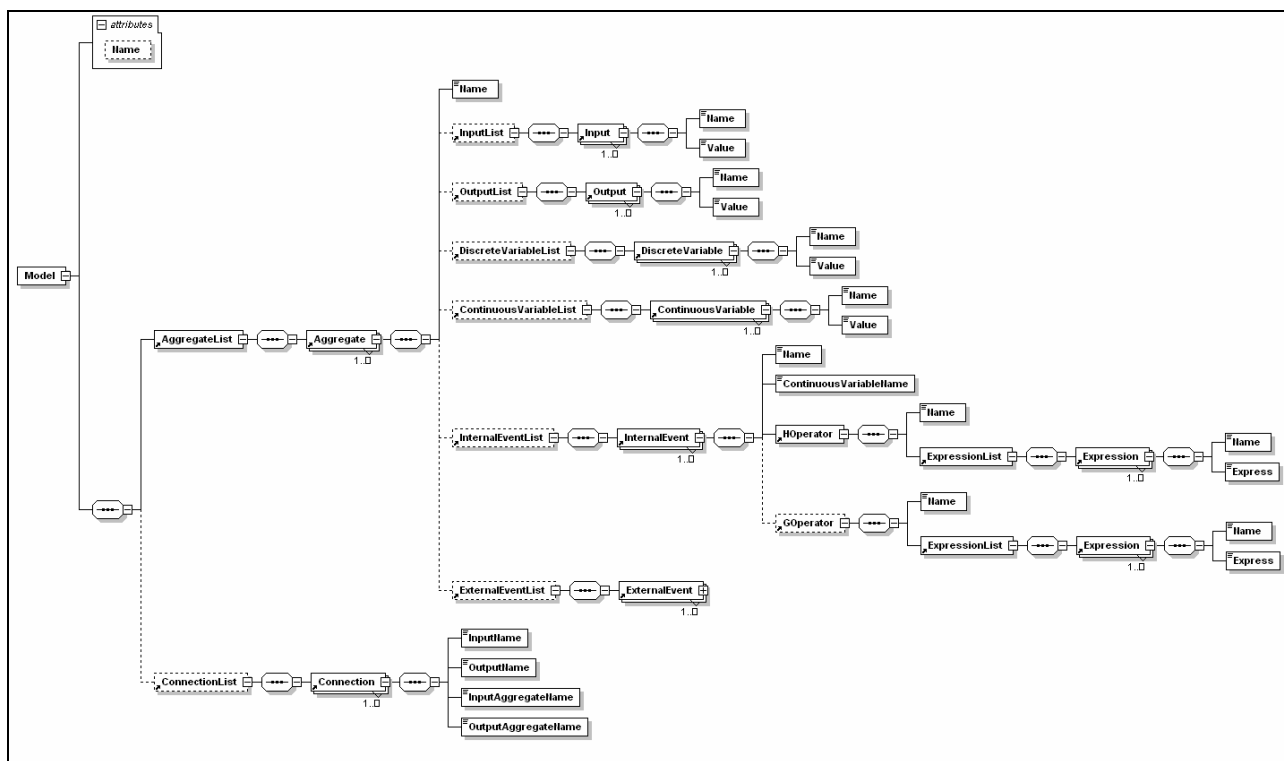 attributes
Name
Name
InputList
Input
1..
Name
Value
OutputList
Output
1..
Name
Value
DiscreteVariableList
DiscreteVariable
1..
Name
Value
Model
ContinuousVariableList
ContinuousVariable
1..
Name
Value
AggregateList
Aggregate
1..
Name
ContinuousVariableName
InternalEventList
InternalEvent
1..
HOperator
Name
ExpressionList
Expression
1..
Name
Express
GOperator
Name
ExpressionList
Expression
1..
Name
Express
ExternalEventList
ExternalEvent
1..
ConnectionList
Connection
1..
InputName
OutputName
InputAggregateName
OutputAggregateName